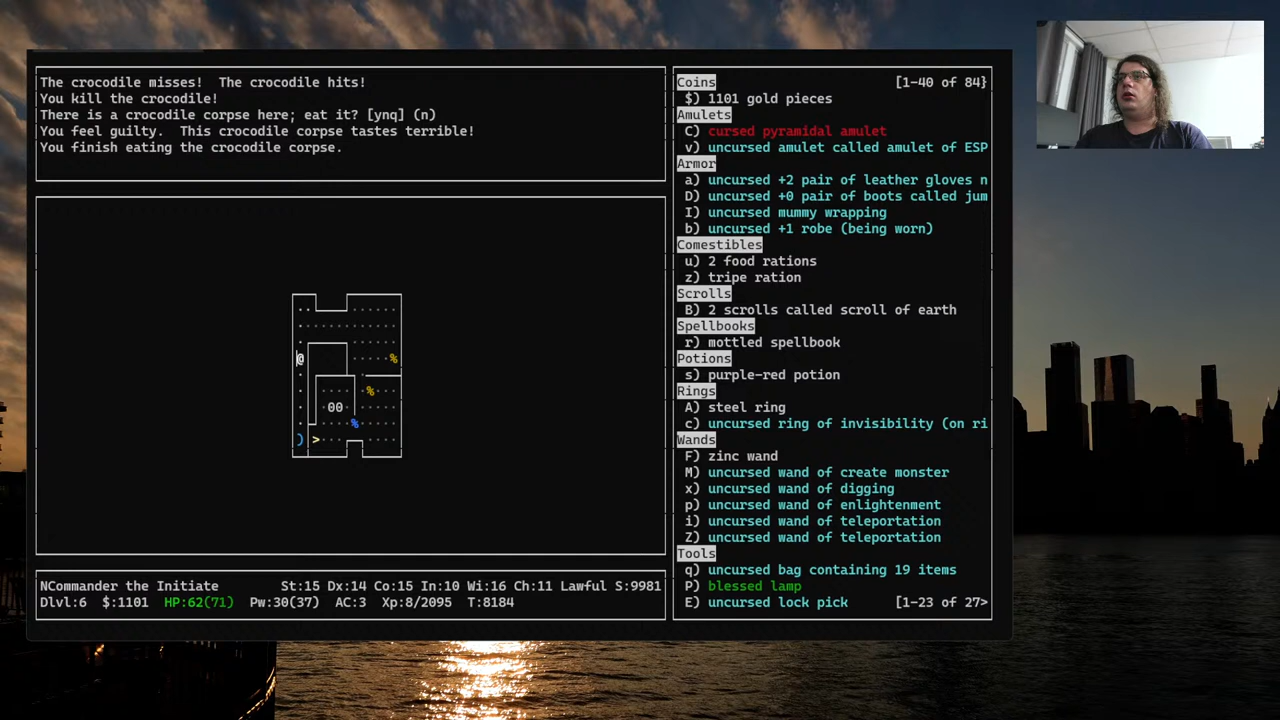 The crocodile misses!  The crocodile hits!
You kill the crocodile!
There is a crocodile corpse here; eat it? [ynq] (n)
You feel guilty.  This crocodile corpse tastes terrible!
You finish eating the crocodile corpse.
@
%
%
00
%
)
>
NCommander the Initiate St:15 Dx:14 Co:15 In:10 Wi:16 Ch:11 Lawful S:9981
Dlvl:6 $:1101 HP:62(71) Pw:30(37) AC:3 Xp:8/2095 T:8184
Coins [1-40 of 84}
$) 1101 gold pieces
Amulets
C) cursed pyramidal amulet
v) uncursed amulet called amulet of ESP
Armor
a) uncursed +2 pair of leather gloves n
D) uncursed +0 pair of boots called jum
I) uncursed mummy wrapping
b) uncursed +1 robe (being worn)
Comestibles
u) 2 food rations
z) tripe ration
Scrolls
B) 2 scrolls called scroll of earth
Spellbooks
r) mottled spellbook
Potions
s) purple-red potion
Rings
A) steel ring
c) uncursed ring of invisibility (on ri
Wands
F) zinc wand
M) uncursed wand of create monster
x) uncursed wand of digging
p) uncursed wand of enlightenment
i) uncursed wand of teleportation
Z) uncursed wand of teleportation
Tools
q) uncursed bag containing 19 items
P) blessed lamp
E) uncursed lock pick [1-23 of 27>